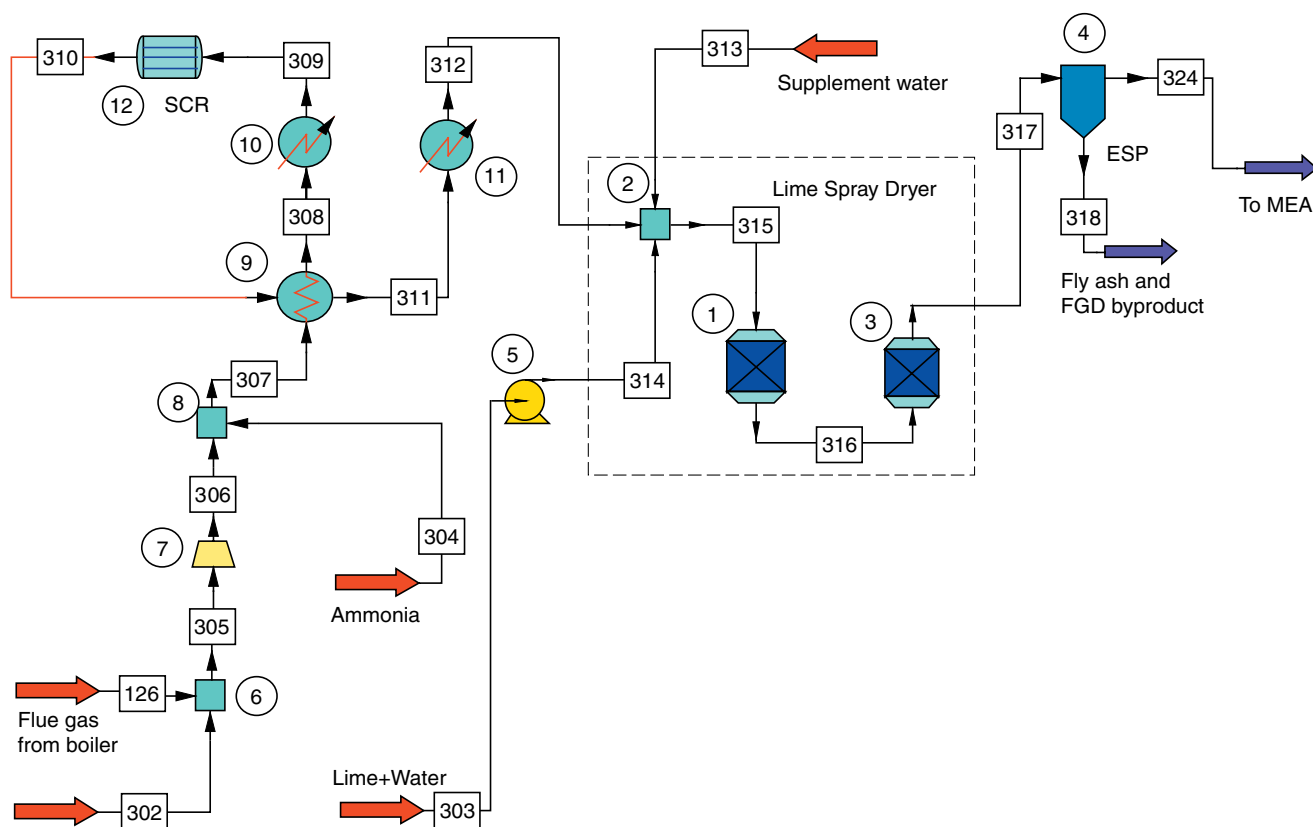 310
12
SCR
309
10
308
9
311
312
11
313
Supplement water
2
Lime Spray Dryer
315
1
3
316
314
5
317
4
324
ESP
318
To MEA
Fly ash and
FGD byproduct
307
8
306
7
304
Ammonia
305
126
6
Flue gas
from boiler
302
Lime+Water
303